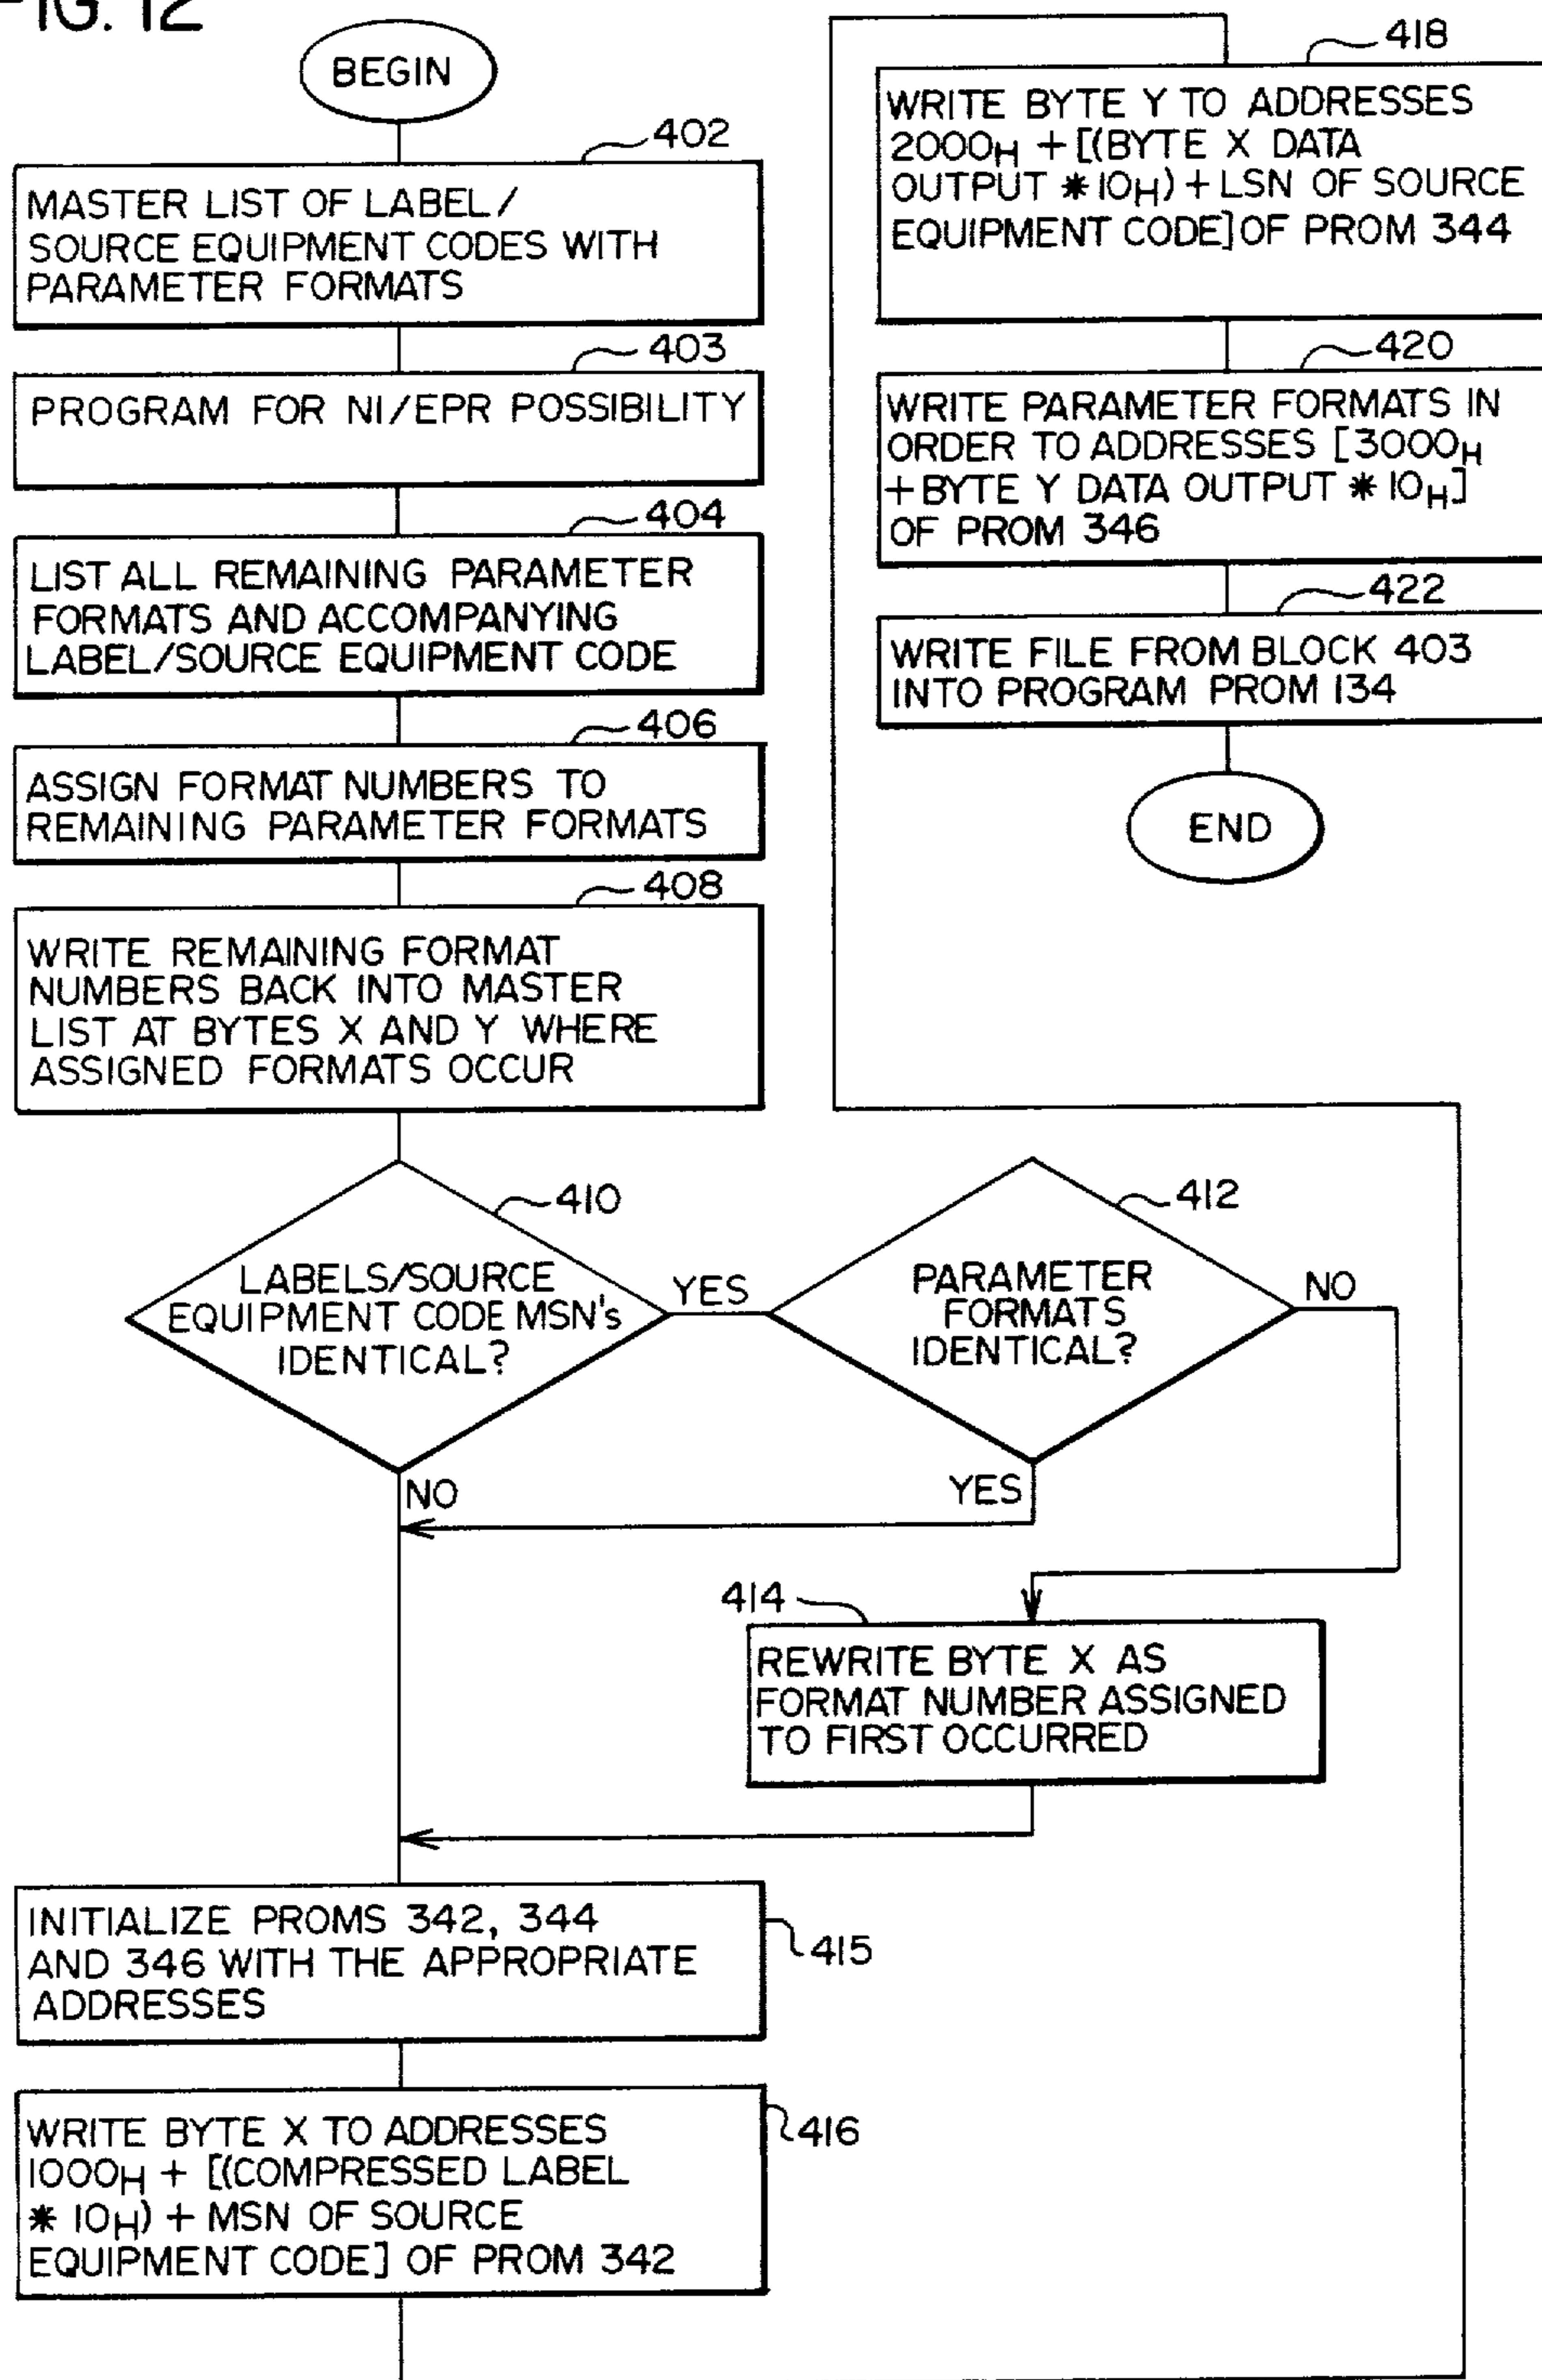 FIG. 12
BEGIN
402
MASTER LIST OF LABEL/
SOURCE EQUIPMENT CODES WITH
PARAMETER FORMATS
403
PROGRAM FOR NI/EPR POSSIBILITY
404
LIST ALL REMAINING PARAMETER
FORMATS AND ACCOMPANYING
LABEL/SOURCE EQUIPMENT CODE
406
ASSIGN FORMAT NUMBERS TO
REMAINING PARAMETER FORMATS
408
WRITE REMAINING FORMAT
NUMBERS BACK INTO MASTER
LIST AT BYTES X AND Y WHERE
ASSIGNED FORMATS OCCUR
410
LABELS/SOURCE
EQUIPMENT CODE MSN's
IDENTICAL?
YES
NO
412
PARAMETER
FORMATS
IDENTICAL?
NO
YES
414
REWRITE BYTE X AS
FORMAT NUMBER ASSIGNED
TO FIRST OCCURRED
INITIALIZE PROMS 342, 344
AND 346 WITH THE APPROPRIATE
ADDRESSES
415
WRITE BYTE X TO ADDRESSES
1000H + [(COMPRESSED LABEL
* 10H) + MSN OF SOURCE
EQUIPMENT CODE] OF PROM 342
416
418
WRITE BYTE Y TO ADDRESSES
2000H + [(BYTE X DATA
OUTPUT * 10H) + LSN OF SOURCE
EQUIPMENT CODE] OF PROM 344
420
WRITE PARAMETER FORMATS IN
ORDER TO ADDRESSES [3000H
+BYTE Y DATA OUTPUT * 10H]
OF PROM 346
422
WRITE FILE FROM BLOCK 403
INTO PROGRAM PROM 134
END